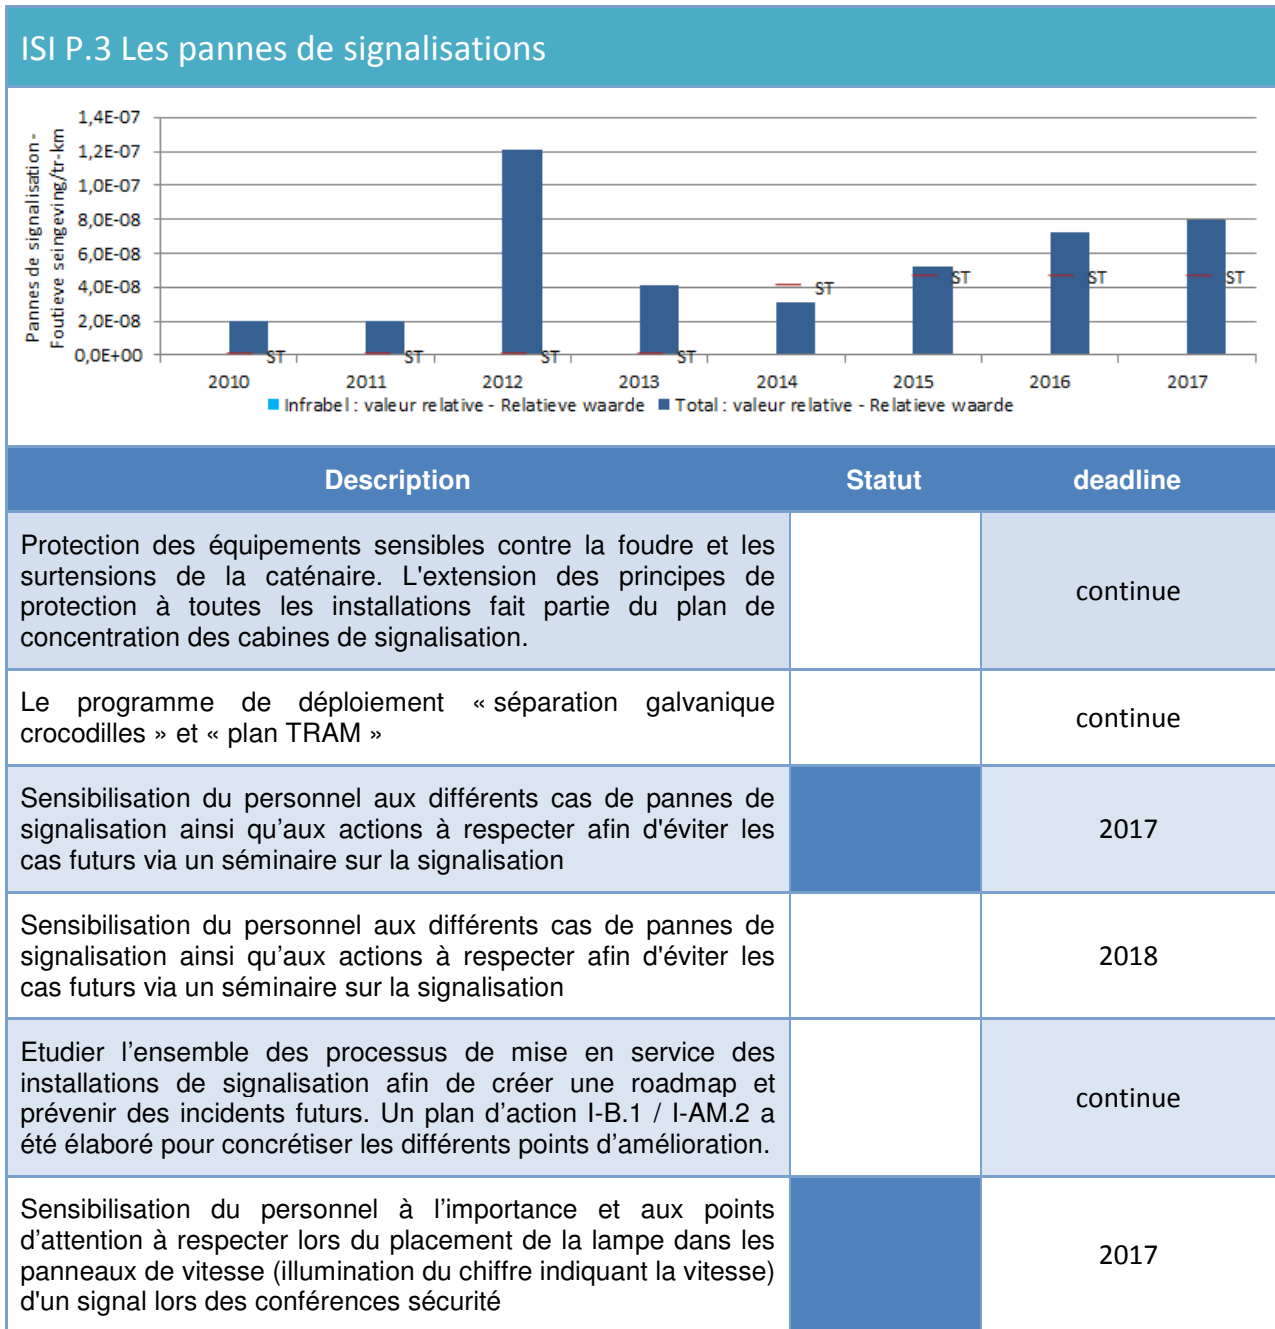 ISI P.3 Les pannes de signalisations
Pannes de signalisation -
Foutieve seingeving/tr-km
1,4E-07
1,2E-07
1,0E-07
8,0E-08
6,0E-08
4,0E-08
2,0E-08
0,0E+00
ST
ST
ST
ST
ST
ST
ST
ST
2010
2011
2012
2013
2014
2015
2016
2017
Infrabel : valeur relative - Relatieve waarde
Total : valeur relative - Relatieve waarde
Description
Statut
deadline
Protection des équipements sensibles contre la foudre et les
surtensions de la caténaire. L'extension des principes de
protection à toutes les installations fait partie du plan de
concentration des cabines de signalisation.
continue
Le programme de déploiement « séparation galvanique
crocodilles » et « plan TRAM »
continue
Sensibilisation du personnel aux différents cas de pannes de
signalisation ainsi qu’aux actions à respecter afin d'éviter les
cas futurs via un séminaire sur la signalisation
2017
Sensibilisation du personnel aux différents cas de pannes de
signalisation ainsi qu’aux actions à respecter afin d'éviter les
cas futurs via un séminaire sur la signalisation
2018
Etudier l’ensemble des processus de mise en service des
installations de signalisation afin de créer une roadmap et
prévenir des incidents futurs. Un plan d’action I-B.1 / I-AM.2 a
été élaboré pour concrétiser les différents points d’amélioration.
continue
Sensibilisation du personnel à l’importance et aux points
d’attention à respecter lors du placement de la lampe dans les
panneaux de vitesse (illumination du chiffre indiquant la vitesse)
d'un signal lors des conférences sécurité
2017